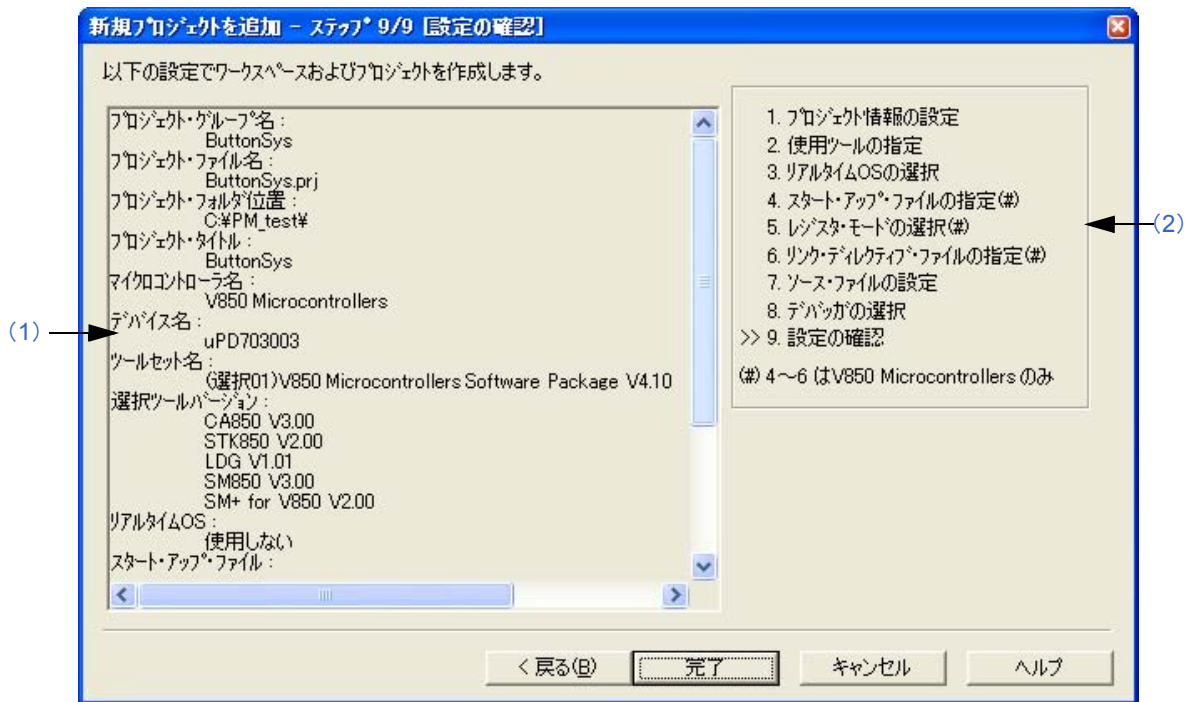 新規ﾌﾟﾛｼﾞｪｸﾄを追加 - ｽﾃｯﾌﾟ 9/9 [設定の確認]
以下の設定でﾜｰｸｽﾍﾟｰｽおよびﾌﾟﾛｼﾞｪｸﾄを作成します。
ﾌﾟﾛｼﾞｪｸﾄ･ｸﾞﾙｰﾌﾟ名 :
ButtonSys
ﾌﾟﾛｼﾞｪｸﾄ･ﾌｧｲﾙ名 :
ButtonSys.prj
ﾌﾟﾛｼﾞｪｸﾄ･ﾌｫﾙﾀﾞ位置 :
C:¥PM_test¥
ﾌﾟﾛｼﾞｪｸﾄ･ﾀｲﾄﾙ :
ButtonSys
ﾏｲｸﾛｺﾝﾄﾛｰﾗ名 :
V850 Microcontrollers
(1)
ﾃﾞﾊﾞｲｽ名 :
uPD703003
ﾂｰﾙｾｯﾄ名 :
(選択01)V850 Microcontrollers Software Package V4.10
選択ﾂｰﾙﾊﾞｰｼﾞｮﾝ :
CA850 V3.00
STK850 V2.00
LDG V1.01
SM850 V3.00
SM+ for V850 V2.00
ﾘｱﾙﾀｲﾑOS :
使用しない
ｽﾀｰﾄ･ｱｯﾌﾟ･ﾌｧｲﾙ :
1. ﾌﾟﾛｼﾞｪｸﾄ情報の設定
2. 使用ﾂｰﾙの指定
3. ﾘｱﾙﾀｲﾑOSの選択
4. ｽﾀｰﾄ･ｱｯﾌﾟ･ﾌｧｲﾙの指定(#)
5. ﾚｼﾞｽﾀ･ﾓｰﾄﾞの選択(#)
(2)
6. ﾘﾝｸ･ﾃﾞｨﾚｸﾃｨﾌﾞ･ﾌｧｲﾙの指定(#)
7. ｿｰｽ･ﾌｧｲﾙの設定
8. ﾃﾞﾊﾞｯｶﾞの選択
>> 9. 設定の確認
(#) 4～6 はV850 Microcontrollers のみ
< 戻る(B)
完了
ｷｬﾝｾﾙ
ﾍﾙﾌﾟ